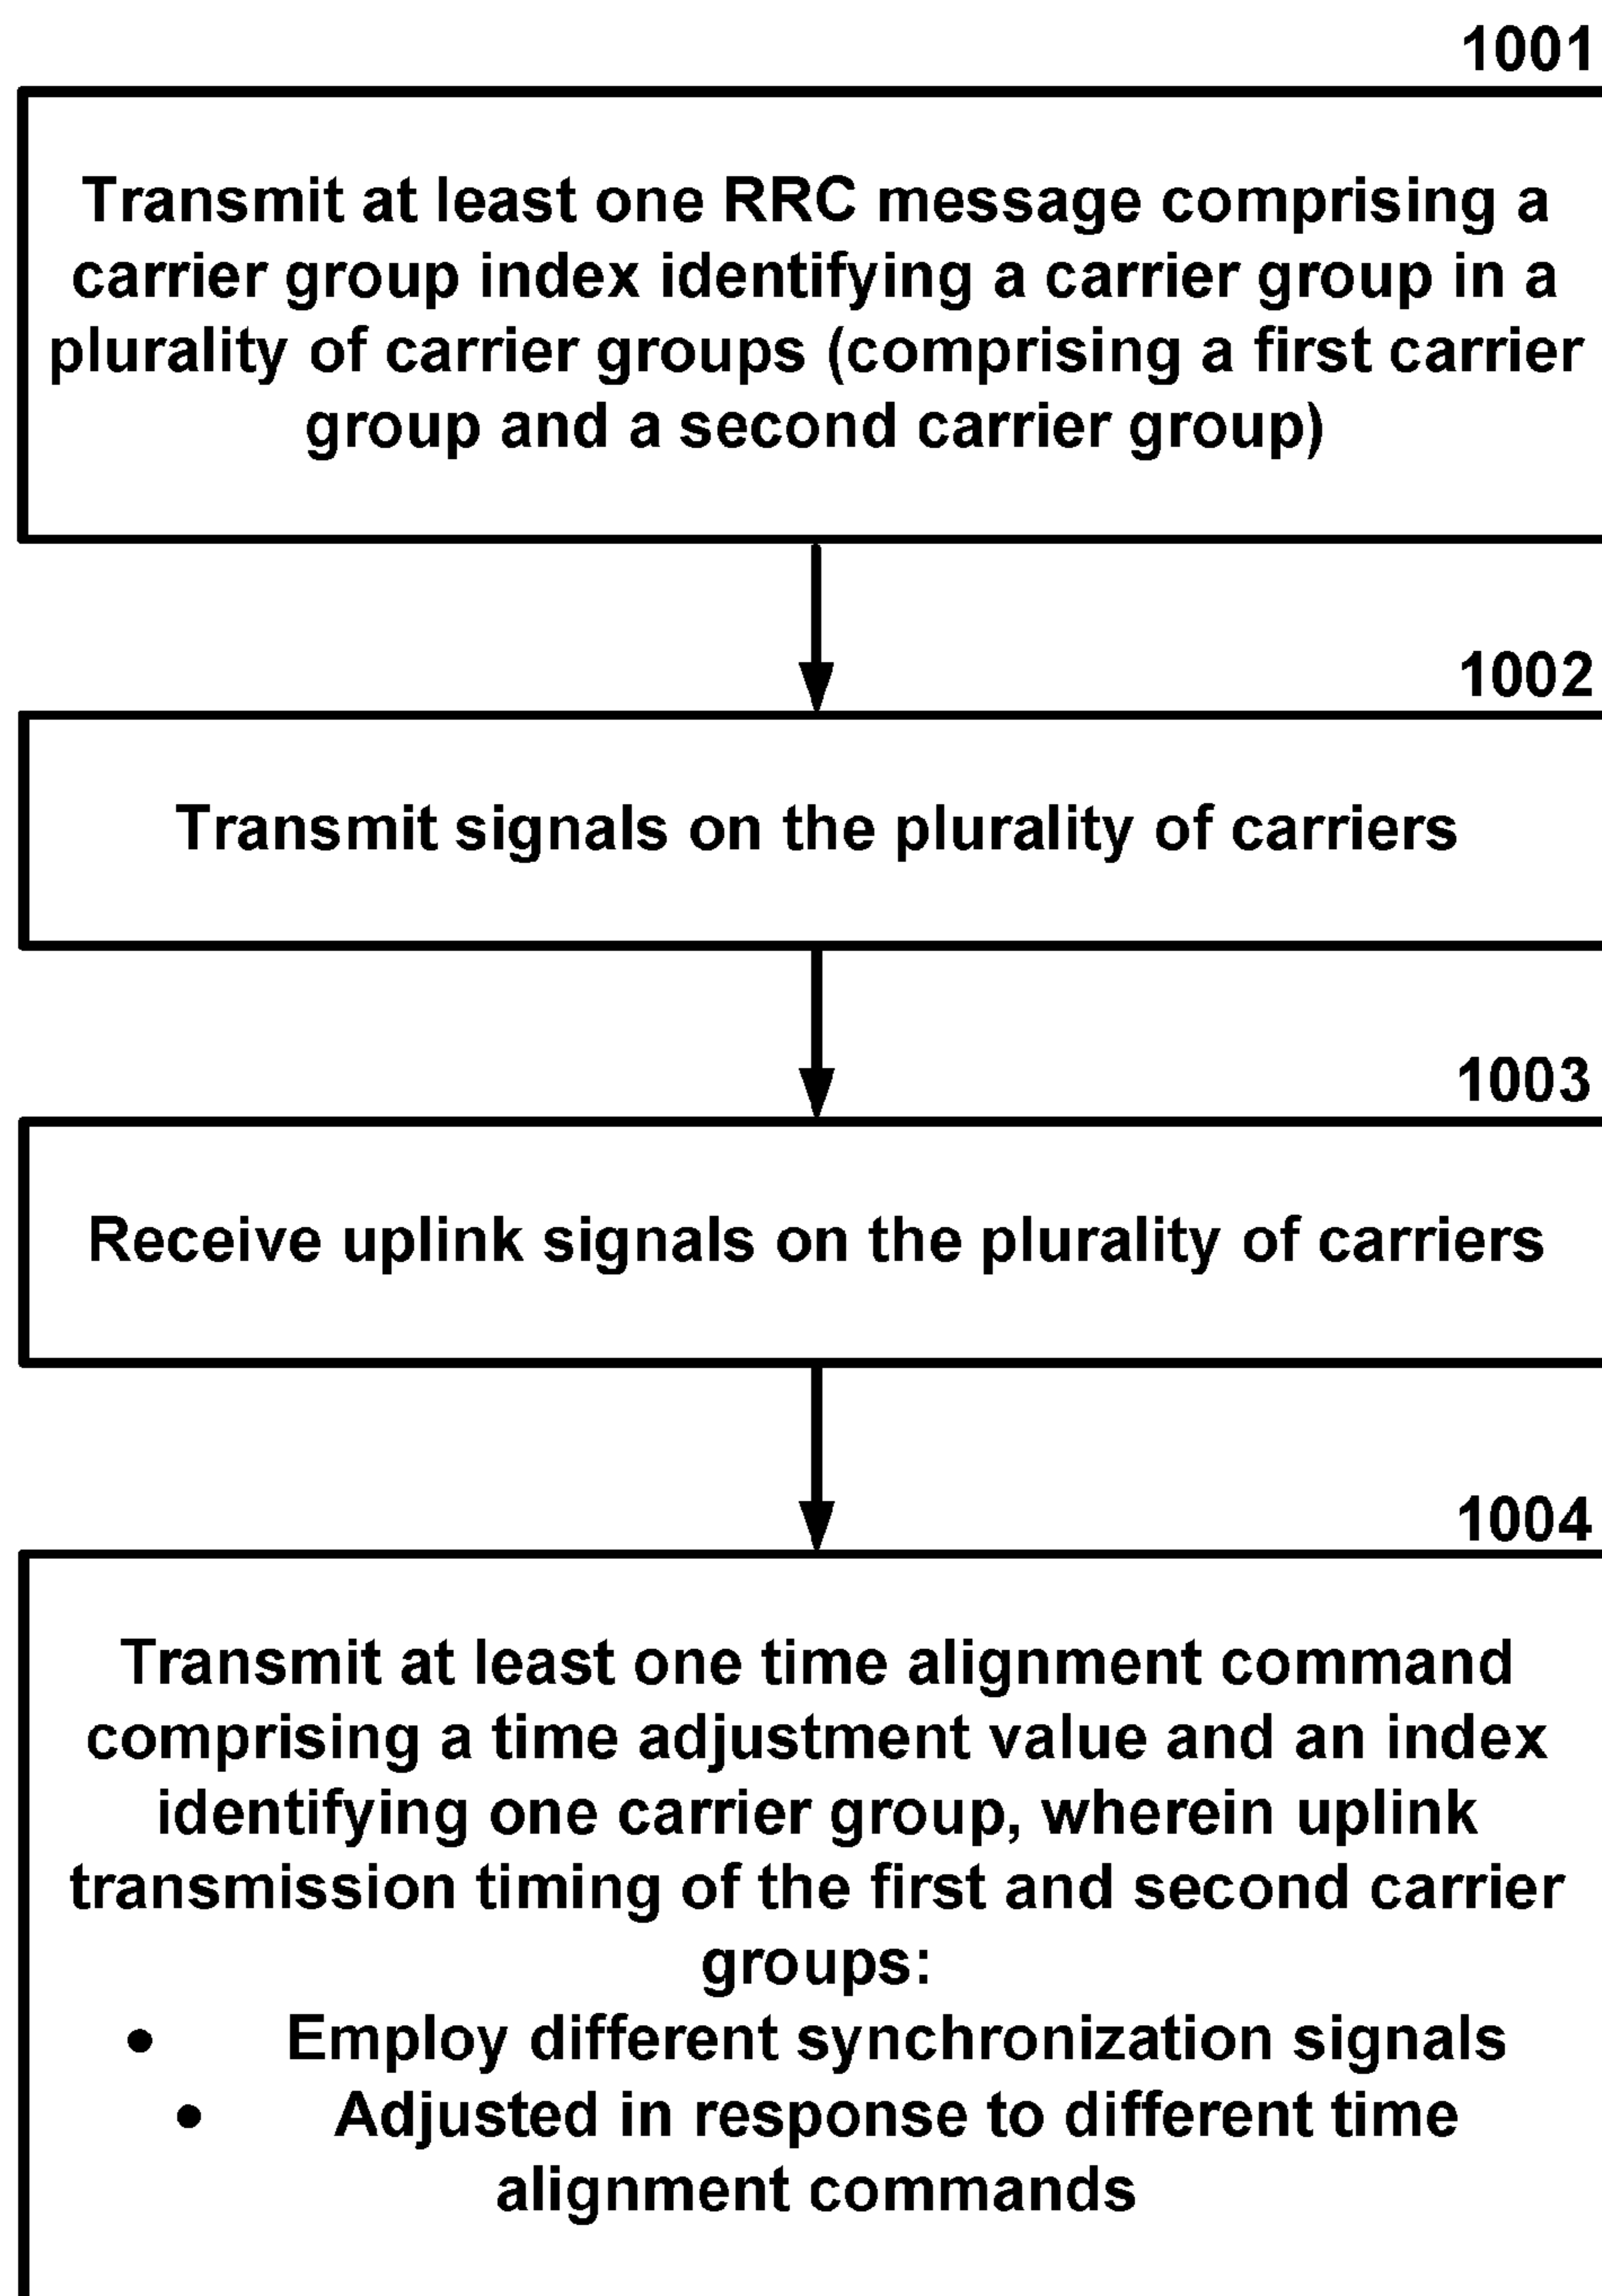 1001
Transmit at least one RRC message comprising a
carrier group index identifying a carrier group in a
plurality of carrier groups (comprising a first carrier
group and a second carrier group)
1002
Transmit signals on the plurality of carriers
1003
Receive uplink signals on the plurality of carriers
1004
Transmit at least one time alignment command
comprising a time adjustment value and an index
identifying one carrier group, wherein uplink
transmission timing of the first and second carrier
groups:
• Employ different synchronization signals
• Adjusted in response to different time
alignment commands